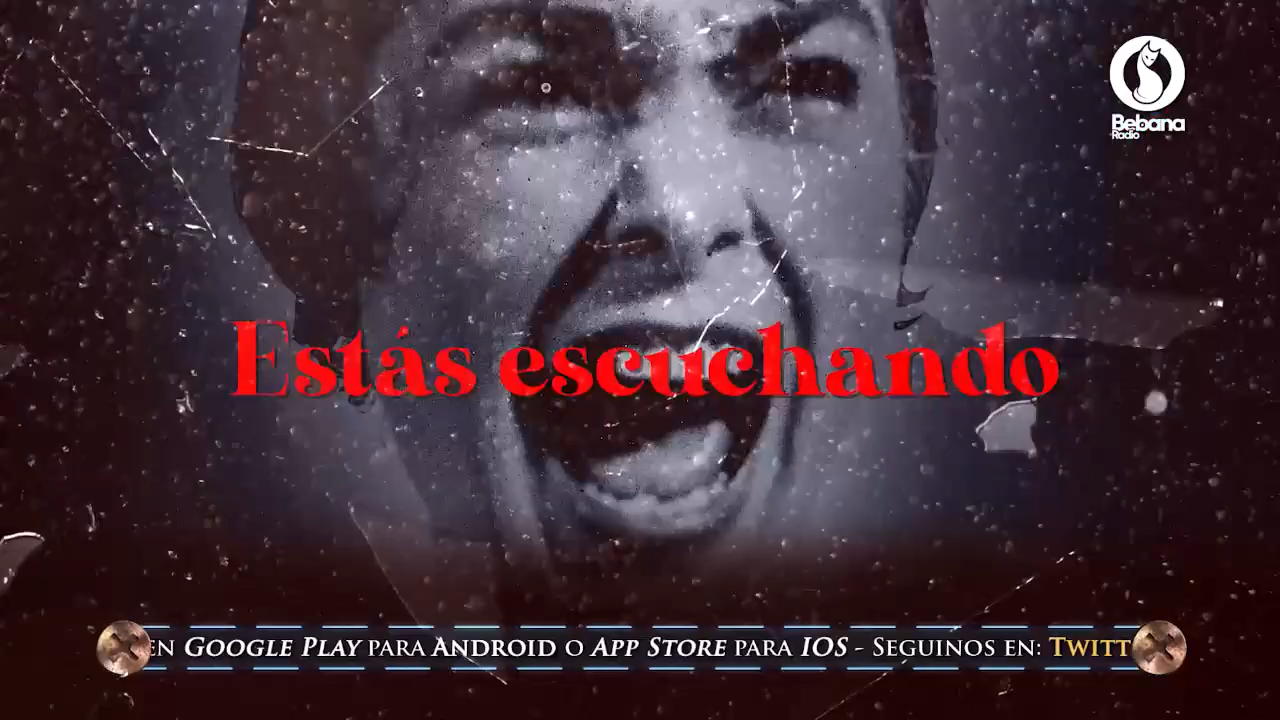 Bebana
Radio
Estás escuchando
EN GOOGLE PLAY PARA ANDROID O APP STORE PARA IOS - SEGUINOS EN: TWITT